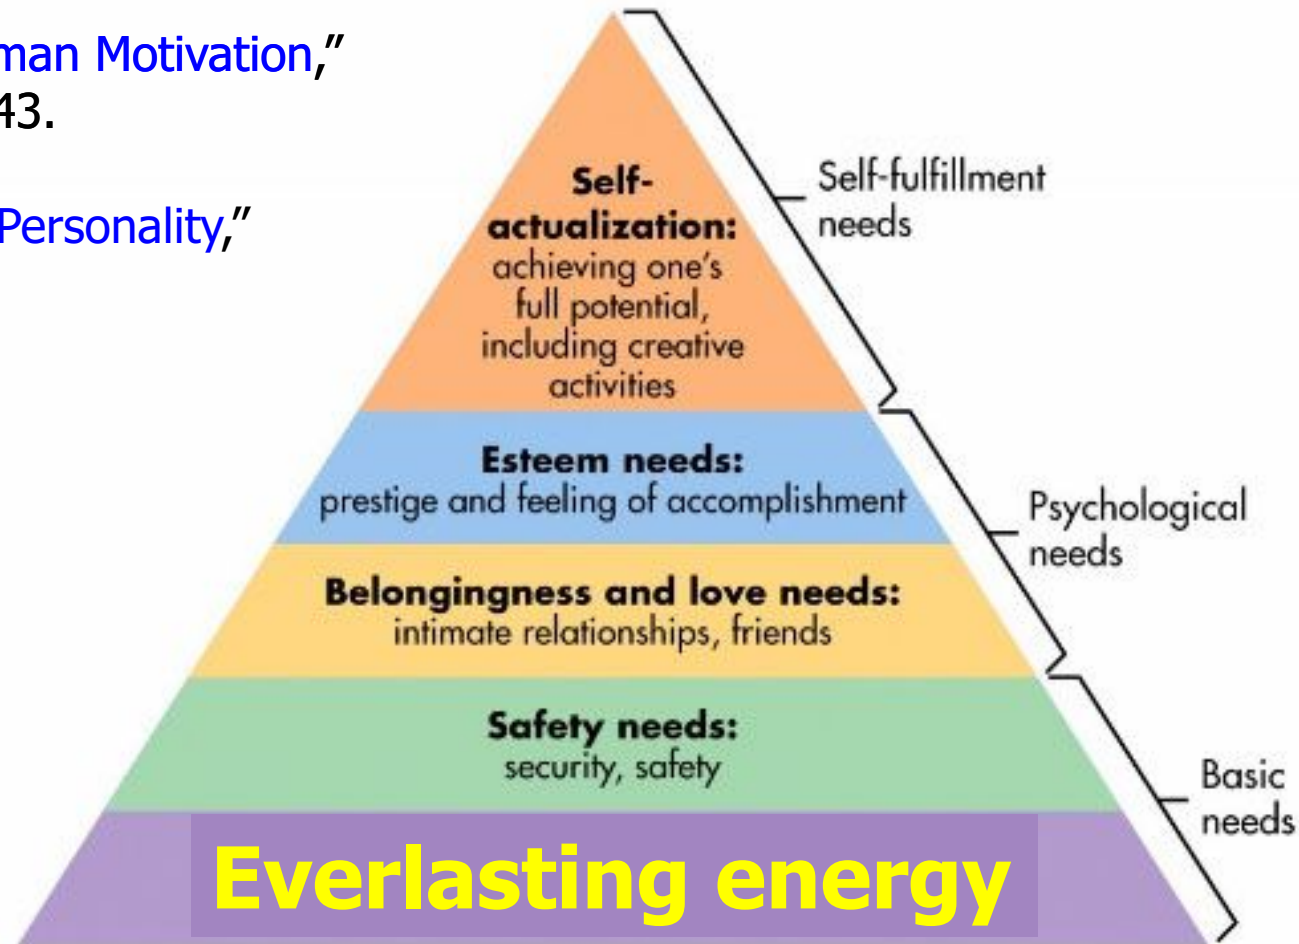 man Motivation,”
43.
Personality,”
Self-
actualization:
achieving one’s
full potential,
including creative
activities
Self-fulfillment
needs
Esteem needs:
prestige and feeling of accomplishment
Psychological
needs
Belongingness and love needs:
intimate relationships, friends
Safety needs:
security, safety
Basic
needs
Everlasting energy